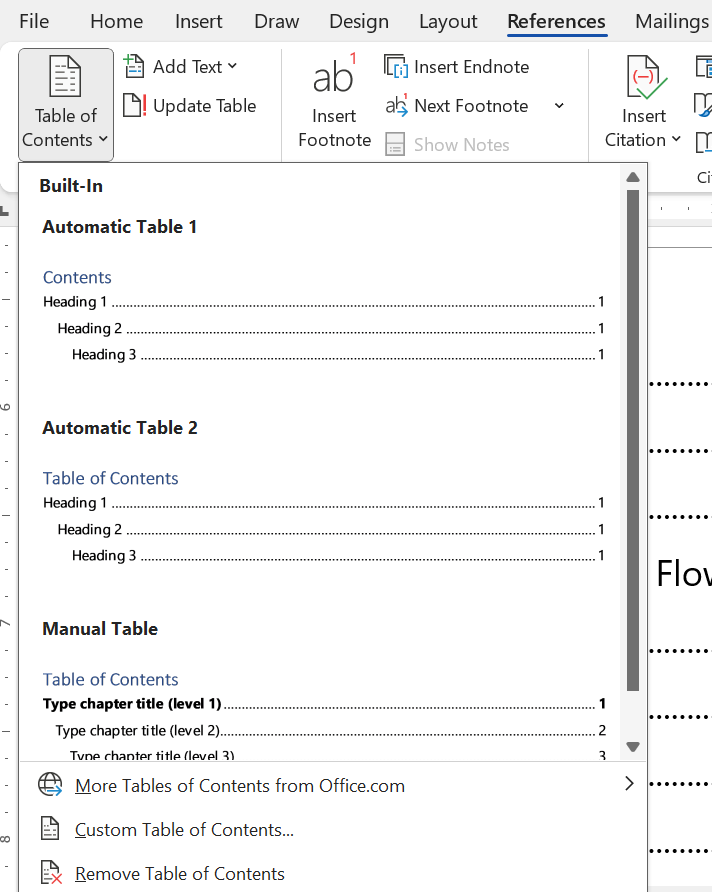 File Home Insert Draw Design Layout References Mailings
Table of Contents
Add Text
Update Table
ab1
Insert Footnote
Insert Endnote
ab1 Next Footnote
Show Notes
Insert Citation
Ci
Built-In
Automatic Table 1
Contents
Heading 1 ........ 1
Heading 2 ........ 1
Heading 3 ........ 1
Automatic Table 2
Table of Contents
Heading 1 ........ 1
Heading 2 ........ 1
Heading 3 ........ 1
Manual Table
Table of Contents
Type chapter title (level 1) ........ 1
Type chapter title (level 2) ........ 2
Type chapter title (level 3) 3
More Tables of Contents from Office.com
Custom Table of Contents...
Remove Table of Contents
6
7
8
Flow